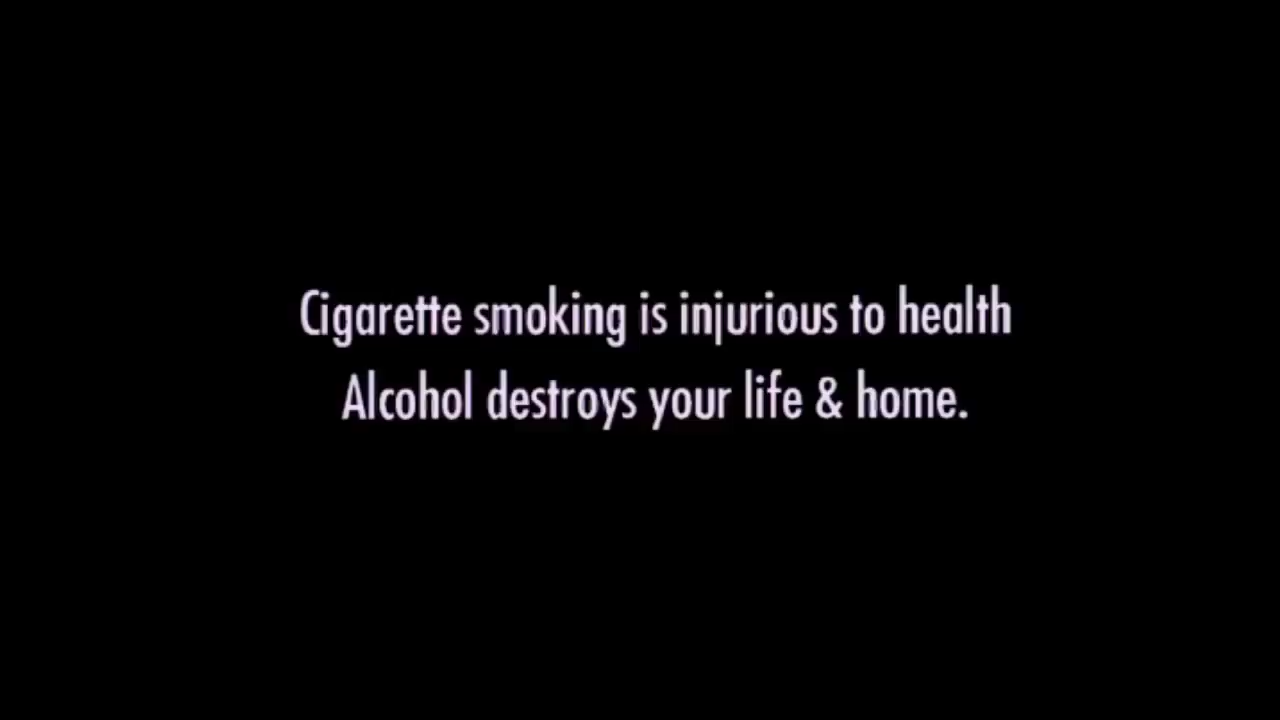 Cigarette smoking is injurious to health
Alcohol destroys your life & home.